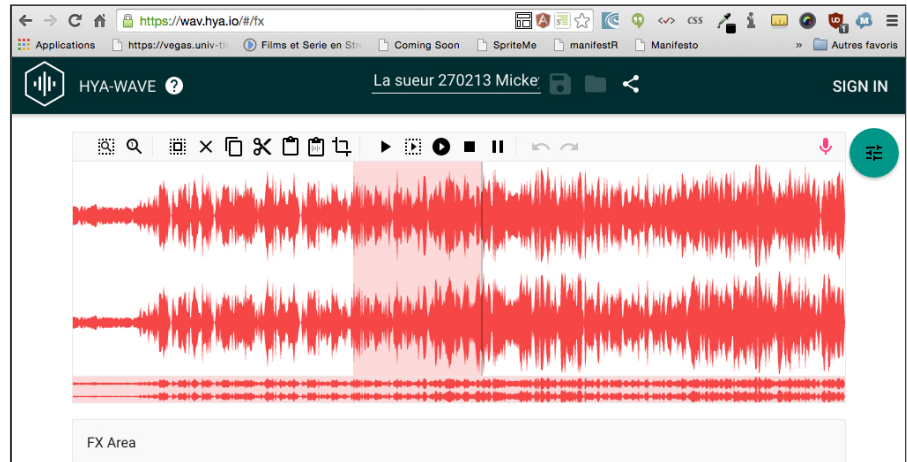 https://wav.hya.io/#/fx
css
Applications https://vegas.univ-tl Films et Serie en Str Coming Soon SpriteMe manifestR Manifesto » Autres favoris
HYA-WAVE ? La sueur 270213 Micke SIGN IN
FX Area